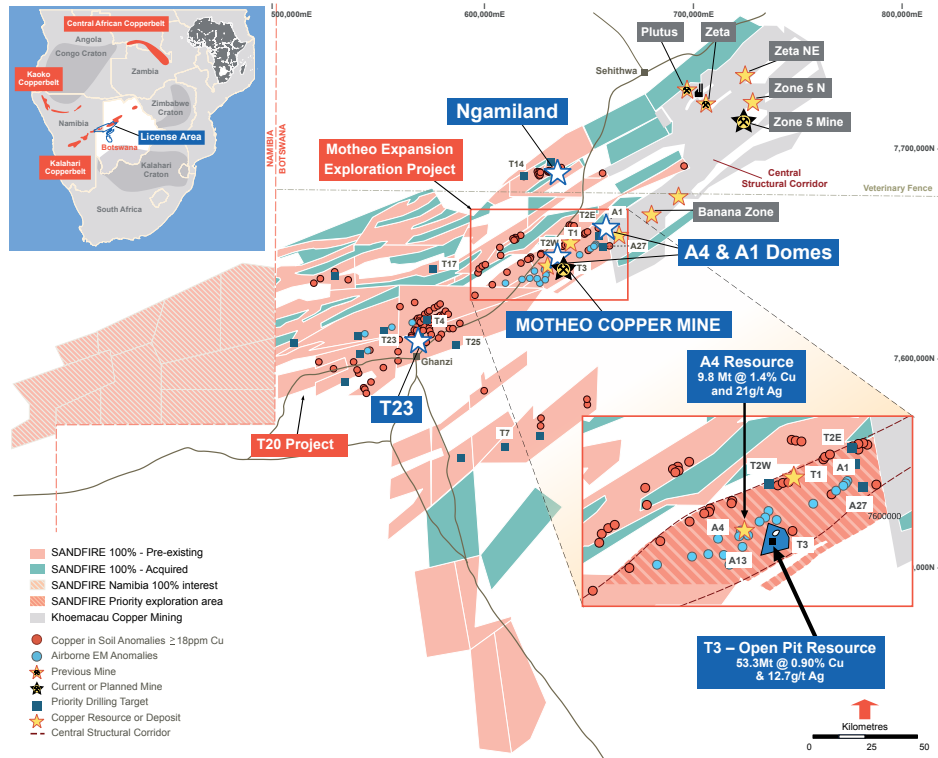 500,000mE
600,000mE
700,000mE
800,000mE
Central African Copperbelt
Angola
Congo Craton
Zambia
Kaoko
Copperbelt
Zimbabwe
Craton
Namibia
License Area
Botswana
Kalahari
Copperbelt
Kalahari
Craton
South Africa
NAMIBIA
BOTSWANA
Plutus
Zeta
Sehithwa
Zeta NE
Zone 5 N
Zone 5 Mine
Ngamiland
Motheo Expansion
Exploration Project
T14
7,700,000N
Central
Structural Corridor
Veterinary Fence
Banana Zone
T2E
A1
T1
T2W
A27
T3
A4 & A1 Domes
T17
MOTHEO COPPER MINE
T4
T23
T25
Ghanzi
7,600,000N
A4 Resource
9.8 Mt @ 1.4% Cu
and 21g/t Ag
T23
T20 Project
T7
T2E
T2W
T1
A1
A27
7600000
A4
T3
A13
,000N
SANDFIRE 100% - Pre-existing
SANDFIRE 100% - Acquired
SANDFIRE Namibia 100% interest
SANDFIRE Priority exploration area
Khoemacau Copper Mining
Copper in Soil Anomalies ≥ 18ppm Cu
Airborne EM Anomalies
Previous Mine
Current or Planned Mine
Priority Drilling Target
Copper Resource or Deposit
Central Structural Corridor
T3 – Open Pit Resource
53.3Mt @ 0.90% Cu
& 12.7g/t Ag
Kilometres
0 25 50